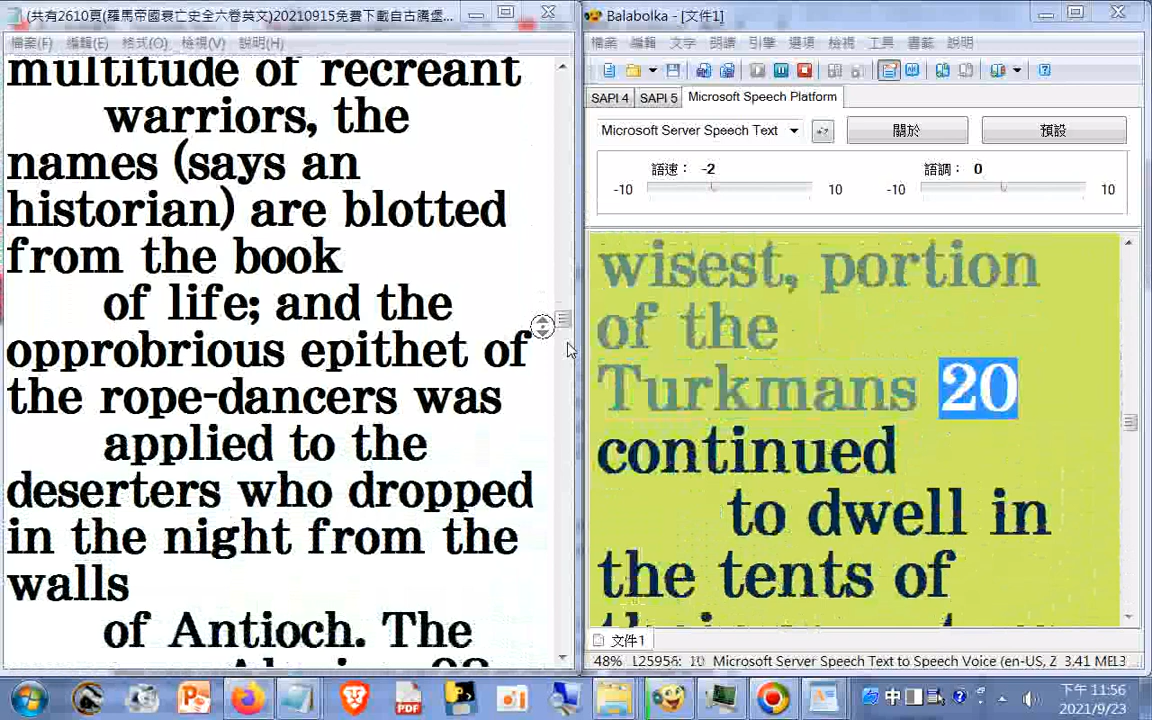 (共有2610頁(羅馬帝國衰亡史全六卷英文)20210915免費下載自古騰堡...
檔案(F) 編輯(E) 格式(O) 檢視(V) 說明(H)
multitude of recreant
warriors, the
names (says an
historian) are blotted
from the book
of life; and the
opprobrious epithet of
the rope-dancers was
applied to the
deserters who dropped
in the night from the
walls
of Antioch. The
Balabolka - [文件1]
檔案 編輯 文字 朗讀 引擎 選項 檢視 工具 書籤 說明
SAPI 4 SAPI 5 Microsoft Speech Platform
Microsoft Server Speech Text 關於 預設
語速: -2 語調: 0
-10 10 -10 10
wisest, portion
of the
Turkmans 20
continued
to dwell in
the tents of
文件1
48% L25956: 10 Microsoft Server Speech Text to Speech Voice (en-US, Z 3,41 MEL3
中
下午 11:56
2021/9/23